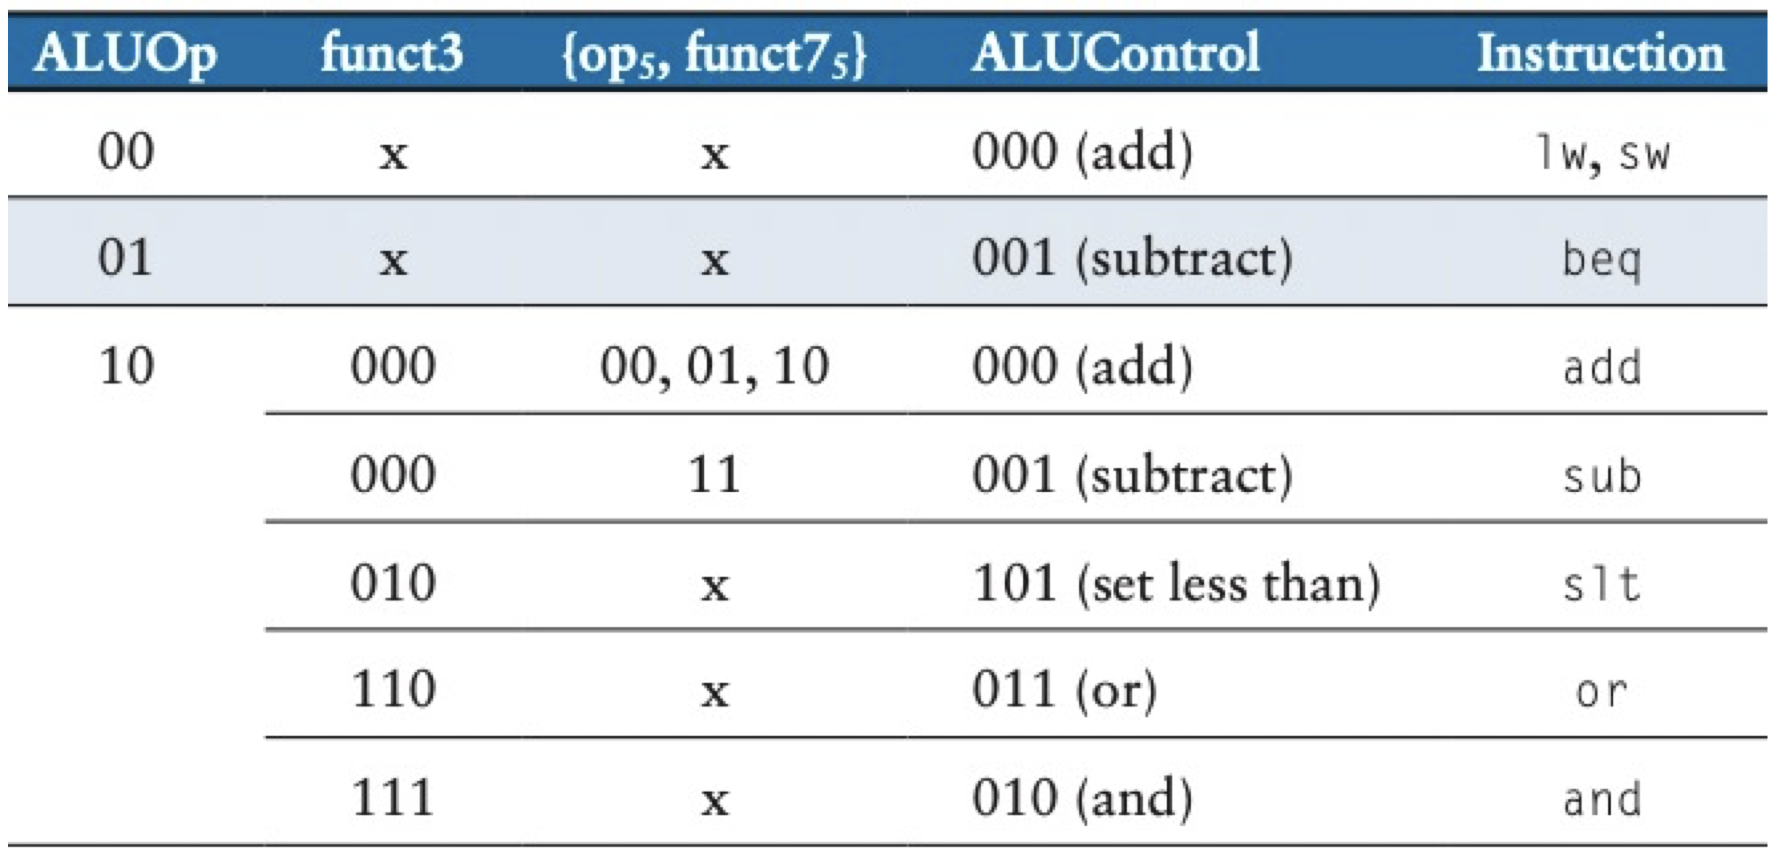 ALUOp funct3 {op₅, funct7₅} ALUControl Instruction
00 x x 000 (add) lw, sw
01 x x 001 (subtract) beq
10 000 00, 01, 10 000 (add) add
000 11 001 (subtract) sub
010 x 101 (set less than) slt
110 x 011 (or) or
111 x 010 (and) and